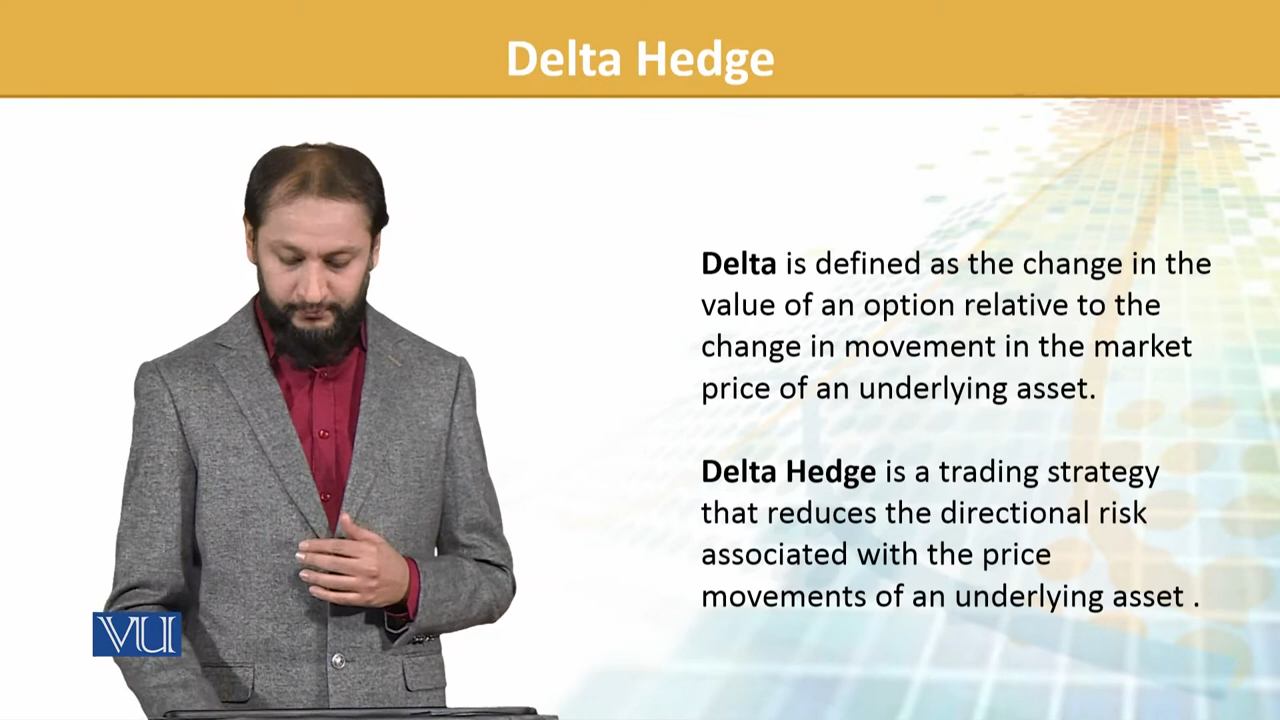 Delta Hedge
Delta is defined as the change in the
value of an option relative to the
change in movement in the market
price of an underlying asset.
Delta Hedge is a trading strategy
that reduces the directional risk
associated with the price
movements of an underlying asset .
VU